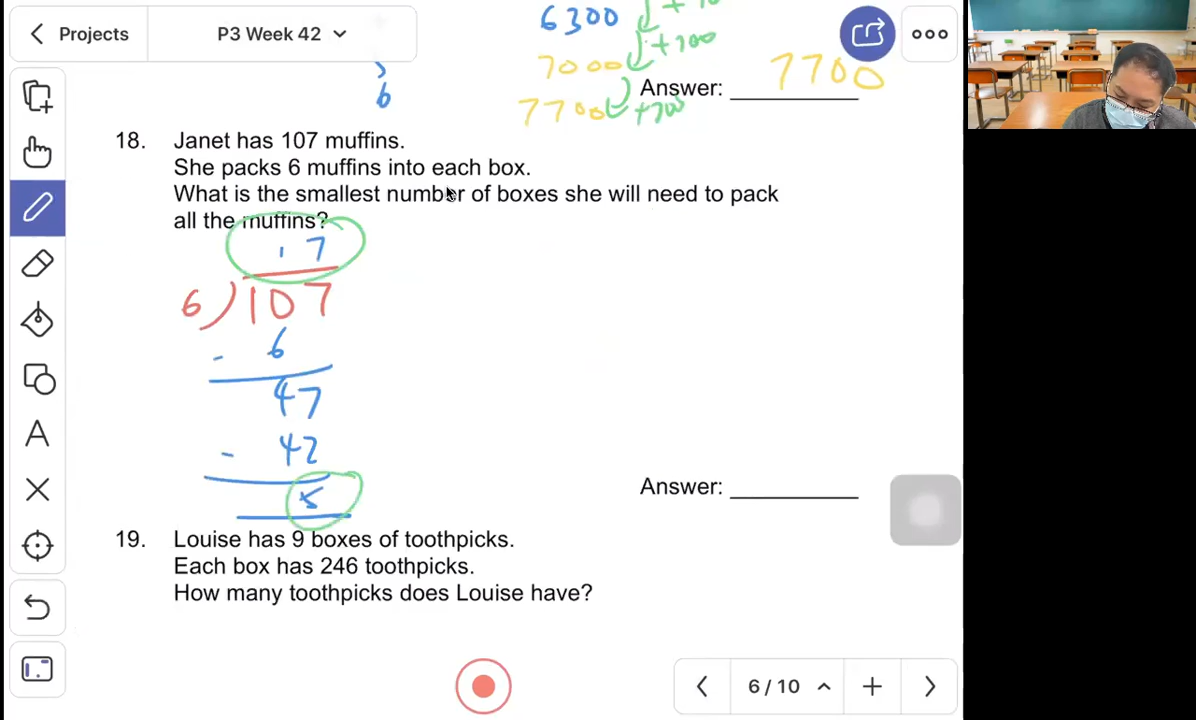 Projects
P3 Week 42
6300
+700
7000
7700
+700
Answer: 7700
6
18. Janet has 107 muffins.
She packs 6 muffins into each box.
What is the smallest number of boxes she will need to pack
all the muffins?
17
6)107
- 6
47
- 42
5
Answer: ________
19. Louise has 9 boxes of toothpicks.
Each box has 246 toothpicks.
How many toothpicks does Louise have?
A
6 / 10